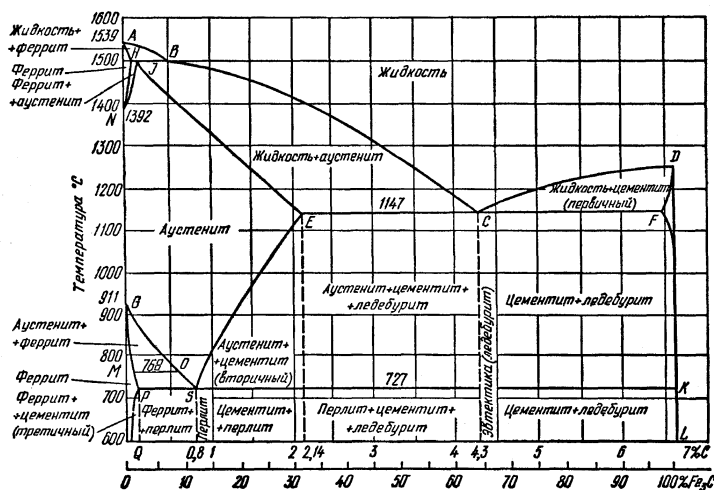 1600
1539
1500
1400
1392
1300
1200
1100
1000
911
900
800
700
600
Температура °C
Жидкость+
+феррит
Феррит
Феррит+
+аустенит
A
H
J
B
N
Жидкость
Жидкость+аустенит
D
Жидкость+цементит
(первичный)
E
1147
C
F
Аустенит
Аустенит+цементит+
+ледебурит
Цементит+ледебурит
Эвтектика(ледебурит)
G
Аустенит+
+феррит
M
768
O
Аустенит+
+цементит
(вторичный)
727
K
Феррит
Феррит+
+цементит
(третичный)
P
S
Феррит+
+перлит
Перлит
Цементит+
+перлит
Перлит+цементит+
+ледебурит
Цементит+ледебурит
L
Q 0,8 1 2 2,14 3 4 4,3 5 6 7%C
0 10 20 30 40 50 60 70 80 90 100%Fe₃C